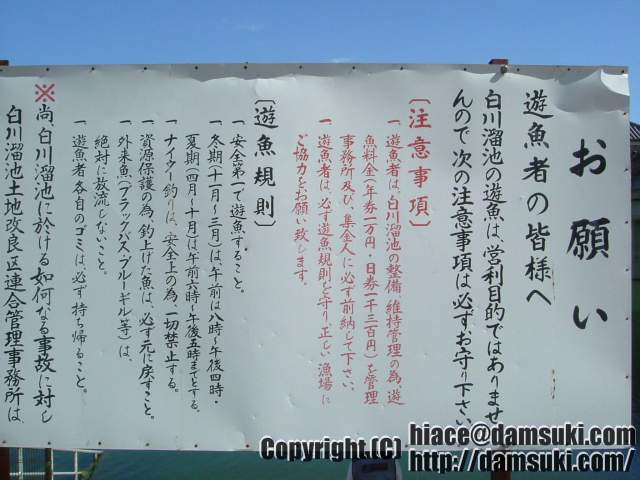 お願い
遊魚者の皆様へ
白川溜池の遊魚は、営利目的ではありませ
んので次の注意事項は必ずお守り下さい
〔注意事項〕
一、遊魚者は、白川溜池の整備、維持管理の為、遊
魚料金(年券一万円・日券一千三百円)を管理
事務所及び、集金人に必ず前納して下さい。
一、遊魚者は、必ず遊魚規則を守り正しい漁場に
ご協力をお願い致します。
〔遊魚規則〕
一、安全第一で遊魚すること。
一、冬期(十一月〜三月)は午前は八時〜午後四時・
夏期(四月〜十月)は午前六時〜午後五時までとする。
一、ナイター釣りは、安全上の為、一切禁止する。
一、資源保護の為、釣上げた魚は、必ず元に戻すこと。
一、外来魚(ブラックバス・ブルーギル等)は、
絶対に放流しないこと。
一、遊魚者各自のゴミは必ず持ち帰ること。
※尚、白川溜池に於ける如何なる事故に対し
白川溜池土地改良区連合管理事務所は、
Copyright (C) hiace@damsuki.com
http://damsuki.com/